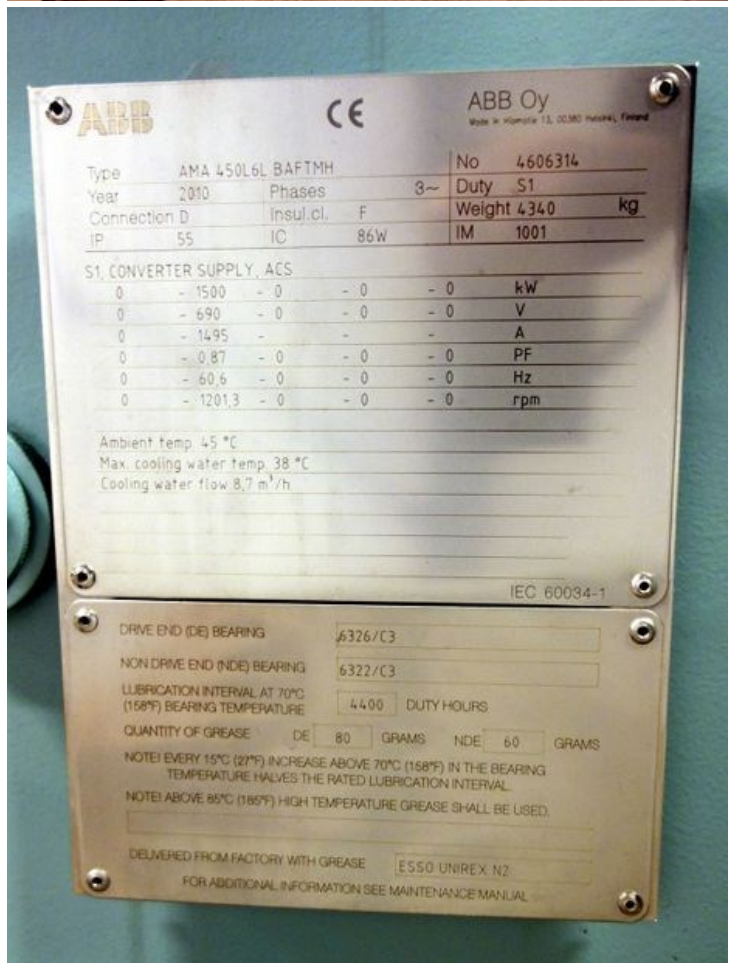 ABB CE ABB Oy
Made in Hiomotie 13, 00380 Helsinki, Finland
Type AMA 450L6L BAFTMH No 4606314
Year 2010 Phases 3~ Duty S1
Connection D Insul.cl. F Weight 4340 kg
IP 55 IC 86W IM 1001
S1, CONVERTER SUPPLY, ACS
0 - 1500 - 0 - 0 - 0 kW
0 - 690 - 0 - 0 - 0 V
- 1495 - - - A
0 - 0,87 - 0 - 0 - 0 PF
0 - 60,6 - 0 - 0 - 0 Hz
0 - 1201,3 - 0 - 0 - 0 rpm
Ambient temp. 45 °C
Max. cooling water temp. 38 °C
Cooling water flow 8,7 m³/h
IEC 60034-1
DRIVE END (DE) BEARING 6326/C3
NON DRIVE END (NDE) BEARING 6322/C3
LUBRICATION INTERVAL AT 70°C
(158°F) BEARING TEMPERATURE 4400 DUTY HOURS
QUANTITY OF GREASE DE 80 GRAMS NDE 60 GRAMS
NOTE! EVERY 15°C (27°F) INCREASE ABOVE 70°C (158°F) IN THE BEARING
TEMPERATURE HALVES THE RATED LUBRICATION INTERVAL.
NOTE! ABOVE 85°C (185°F) HIGH TEMPERATURE GREASE SHALL BE USED.
DELIVERED FROM FACTORY WITH GREASE ESSO UNIREX N2
FOR ADDITIONAL INFORMATION SEE MAINTENANCE MANUAL